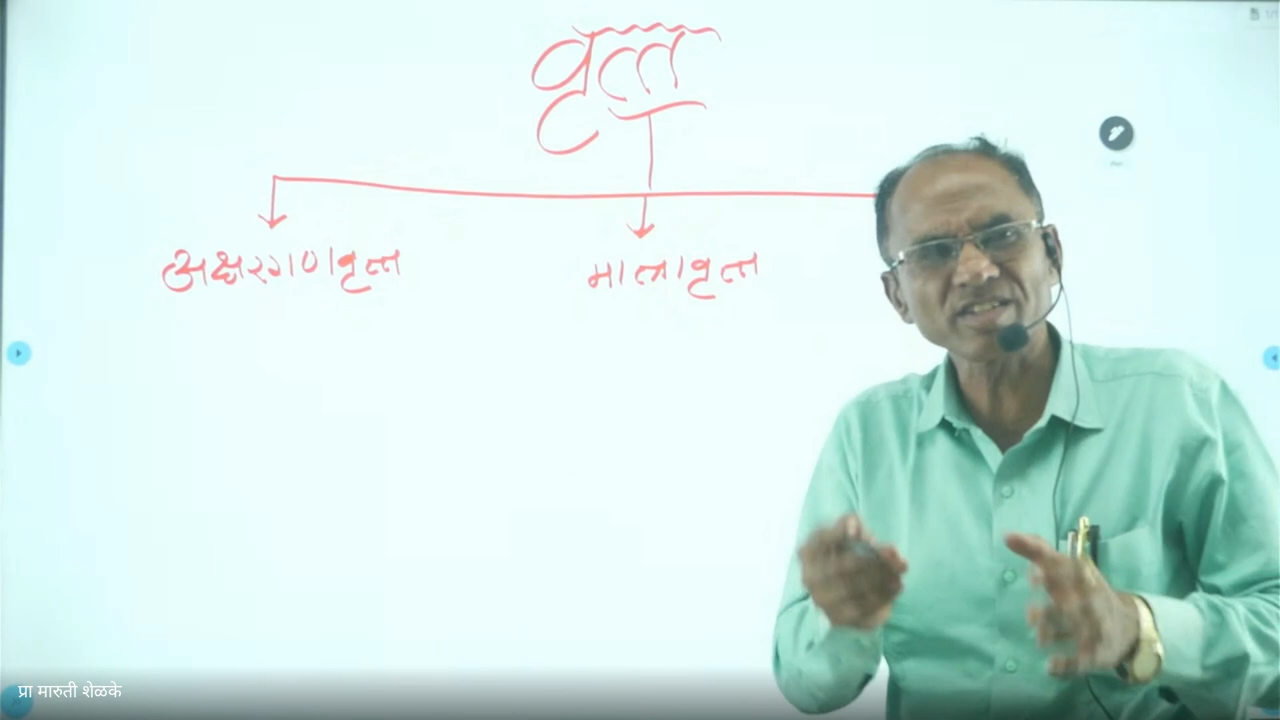 वृत्त
अक्षरगणवृत्त
मात्रावृत्त
प्रा मारुती शेळके